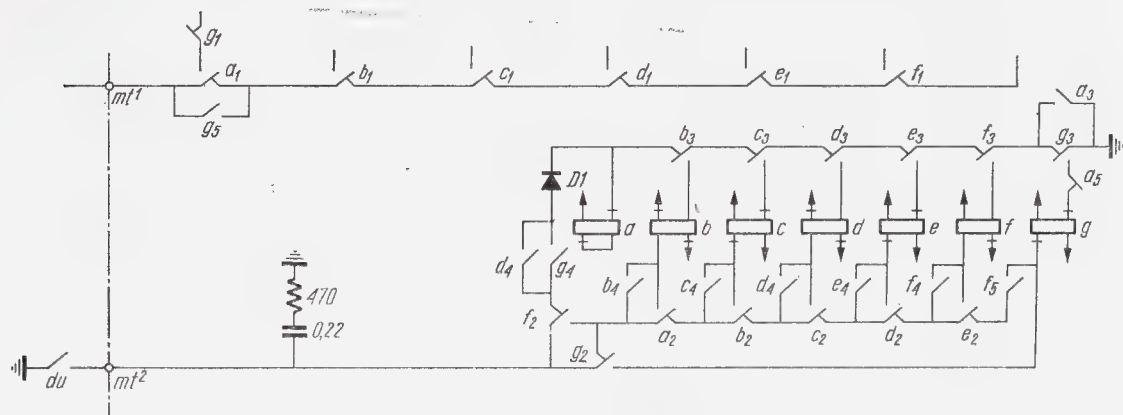 g1
a1 b1 c1 d1 e1 f1
mt1
g5
a3
b3 c3 d3 e3 f3 g3
D1
a5
a b c d e f g
d4 g4
b4 c4 d4 e4 f4 f5
470
0,22
f2
a2 b2 c2 d2 e2
g2
du
mt2